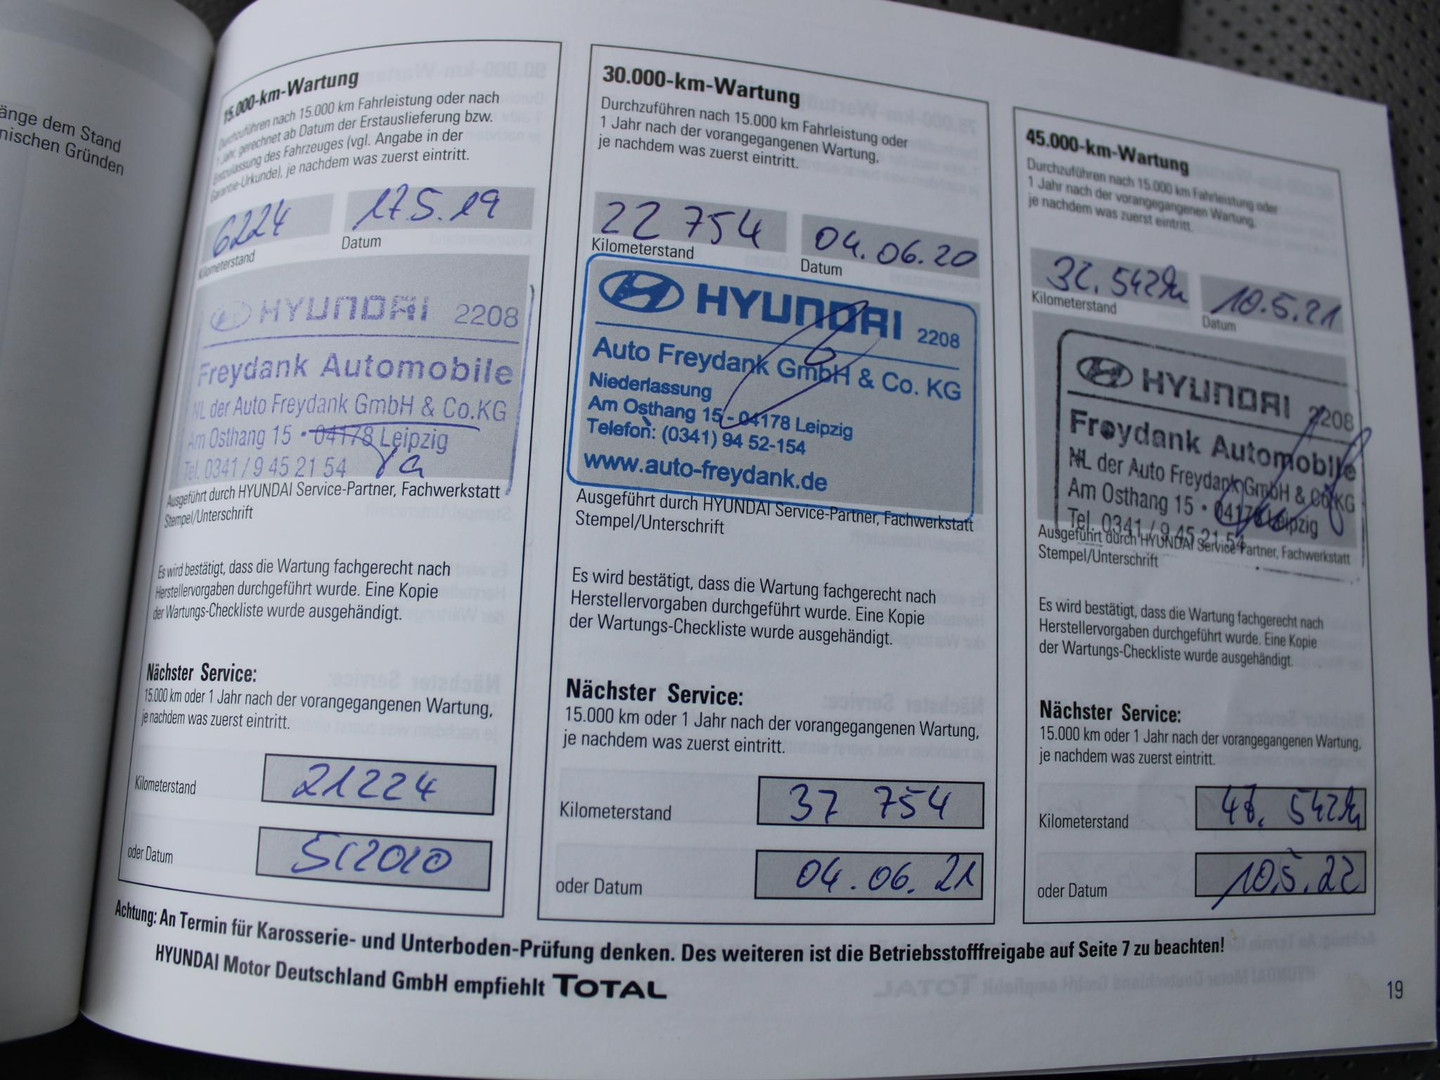 änge dem Stand
nischen Gründen
15.000-km-Wartung
Durchzuführen nach 15.000 km Fahrleistung oder nach
1 Jahr, gerechnet ab Datum der Erstauslieferung bzw.
Erstzulassung des Fahrzeuges (vgl. Angabe in der
Garantie-Urkunde), je nachdem was zuerst eintritt.
6224
17.5.19
Kilometerstand
Datum
HYUNDAI 2208
Freydank Automobile
NL der Auto Freydank GmbH & Co.KG
Am Osthang 15 • 04178 Leipzig
Tel. 0341 / 9 45 21 54
Ausgeführt durch HYUNDAI Service-Partner, Fachwerkstatt
Stempel/Unterschrift
Es wird bestätigt, dass die Wartung fachgerecht nach
Herstellervorgaben durchgeführt wurde. Eine Kopie
der Wartungs-Checkliste wurde ausgehändigt.
Nächster Service:
15.000 km oder 1 Jahr nach der vorangegangenen Wartung,
je nachdem was zuerst eintritt.
Kilometerstand
21224
oder Datum
5/2020
30.000-km-Wartung
Durchzuführen nach 15.000 km Fahrleistung oder
1 Jahr nach der vorangegangenen Wartung,
je nachdem was zuerst eintritt.
22 754
04.06.20
Kilometerstand
Datum
HYUNDAI 2208
Auto Freydank GmbH & Co. KG
Niederlassung
Am Osthang 15 - 04178 Leipzig
Telefon: (0341) 94 52-154
www.auto-freydank.de
Ausgeführt durch HYUNDAI Service-Partner, Fachwerkstatt
Stempel/Unterschrift
Es wird bestätigt, dass die Wartung fachgerecht nach
Herstellervorgaben durchgeführt wurde. Eine Kopie
der Wartungs-Checkliste wurde ausgehändigt.
Nächster Service:
15.000 km oder 1 Jahr nach der vorangegangenen Wartung,
je nachdem was zuerst eintritt.
Kilometerstand
37 754
oder Datum
04.06.21
45.000-km-Wartung
Durchzuführen nach 15.000 km Fahrleistung oder
1 Jahr nach der vorangegangenen Wartung,
je nachdem was zuerst eintritt.
32.542km
10.5.21
Kilometerstand
Datum
HYUNDAI 2208
Freydank Automobile
NL der Auto Freydank GmbH & Co.KG
Am Osthang 15 • 04178 Leipzig
Tel. 0341 / 9 45 21 54
Ausgeführt durch HYUNDAI Service-Partner, Fachwerkstatt
Stempel/Unterschrift
Es wird bestätigt, dass die Wartung fachgerecht nach
Herstellervorgaben durchgeführt wurde. Eine Kopie
der Wartungs-Checkliste wurde ausgehändigt.
Nächster Service:
15.000 km oder 1 Jahr nach der vorangegangenen Wartung,
je nachdem was zuerst eintritt.
Kilometerstand
48. 542km
oder Datum
10.5.22
Achtung: An Termin für Karosserie- und Unterboden-Prüfung denken. Des weiteren ist die Betriebsstofffreigabe auf Seite 7 zu beachten!
HYUNDAI Motor Deutschland GmbH empfiehlt TOTAL
19